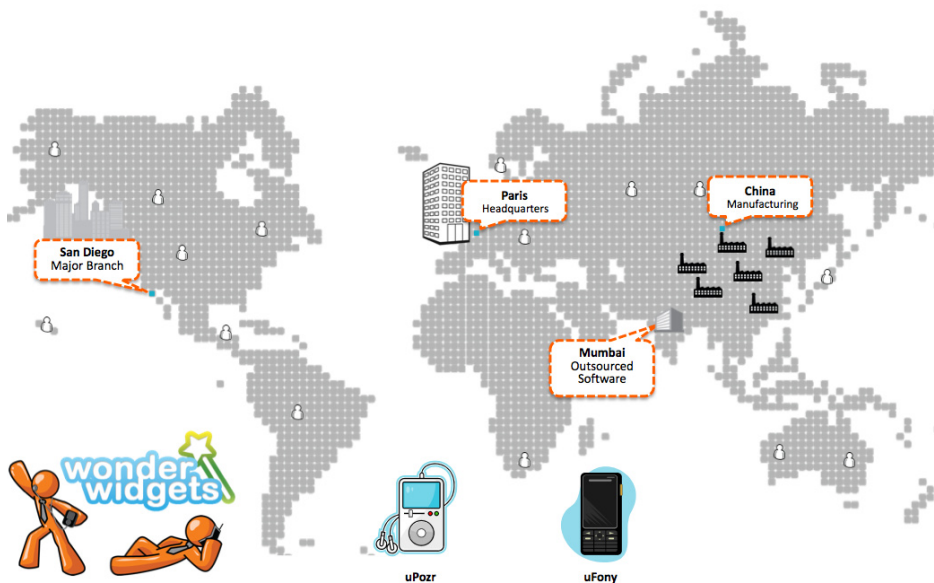 Paris
Headquarters
China
Manufacturing
San Diego
Major Branch
Mumbai
Outsourced
Software
wonder
widgets
uPozr
uFony